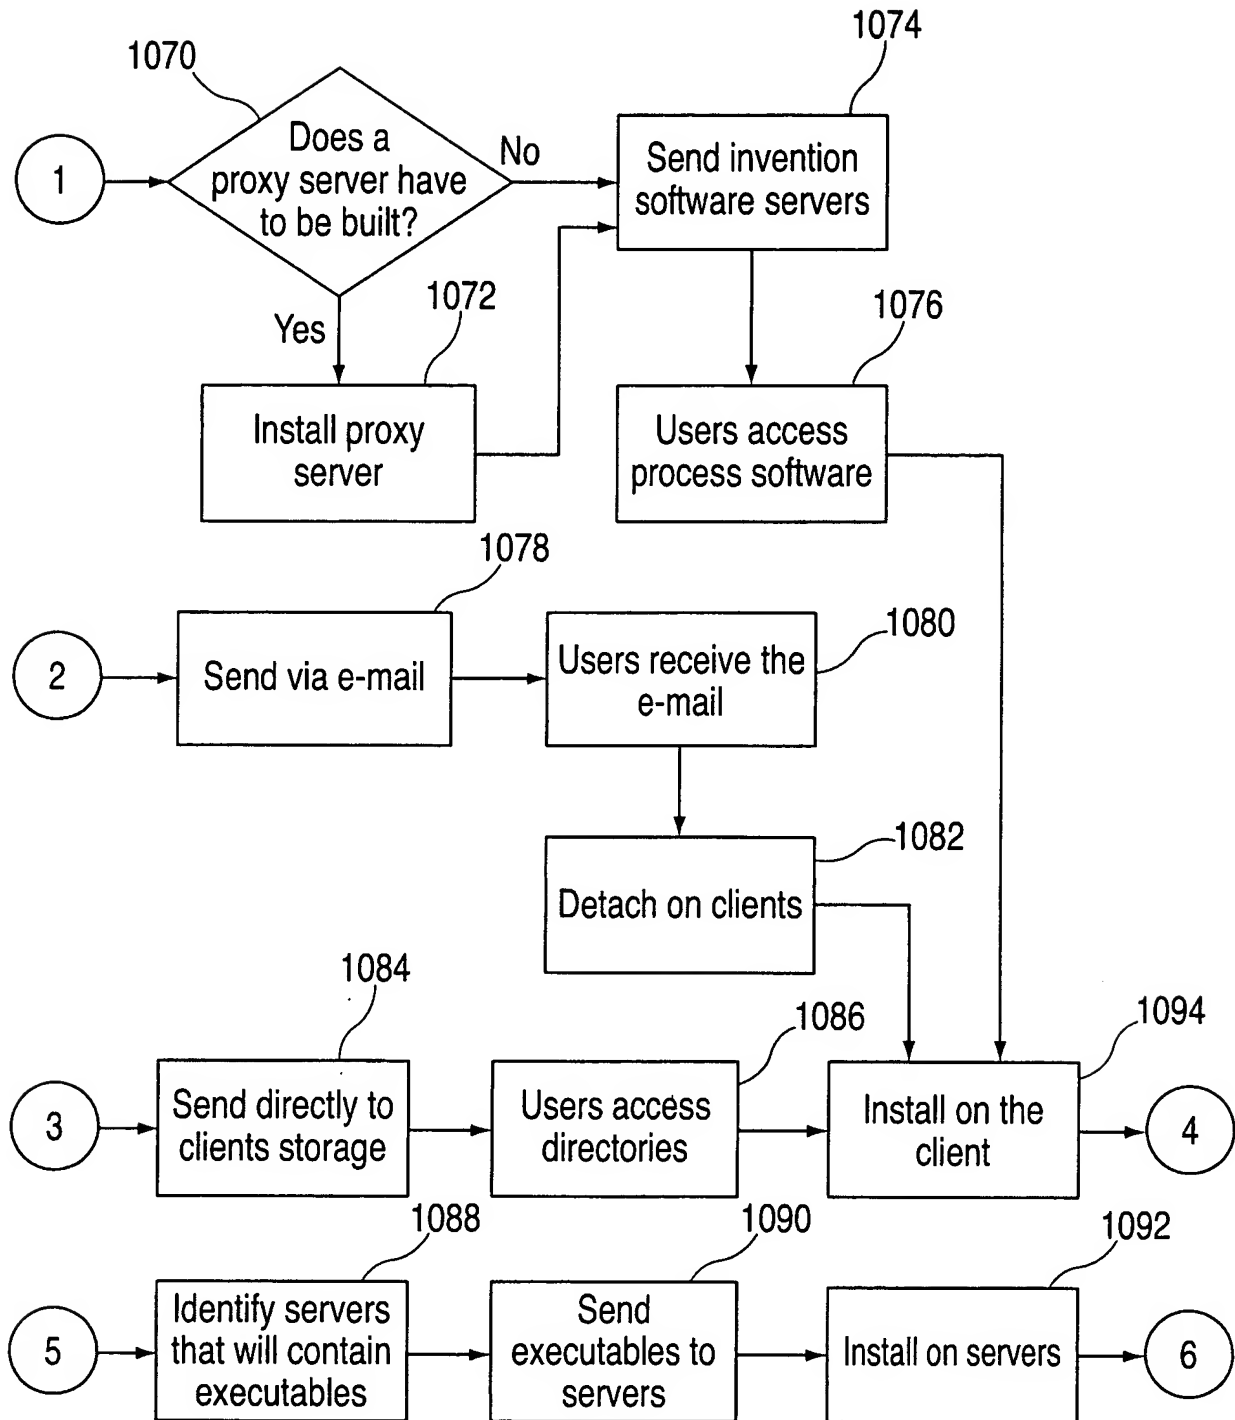 1070
1074
1
Does a
proxy server have
to be built?
No
Send invention
software servers
Yes
1072
1076
Install proxy
server
Users access
process software
1078
1080
2
Send via e-mail
Users receive the
e-mail
1082
Detach on clients
1084
1086
1094
3
Send directly to
clients storage
Users access
directories
Install on the
client
4
1088
1090
1092
5
Identify servers
that will contain
executables
Send
executables to
servers
Install on servers
6